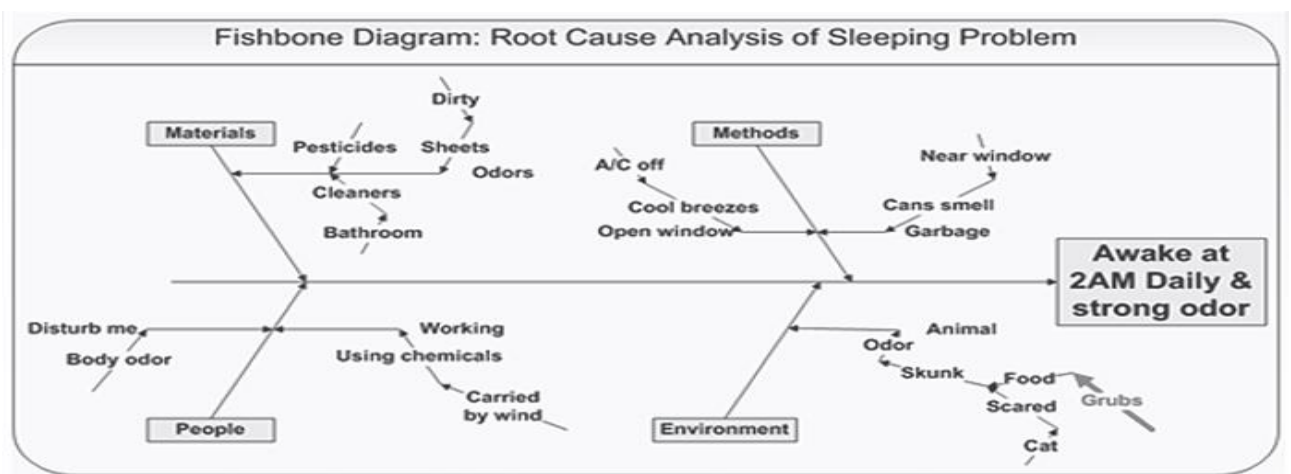 Fishbone Diagram: Root Cause Analysis of Sleeping Problem
Dirty
Materials
Pesticides
Sheets
Odors
Cleaners
Bathroom
Methods
A/C off
Near window
Cool breezes
Cans smell
Open window
Garbage
Awake at
2AM Daily &
strong odor
Disturb me
Working
Body odor
Using chemicals
Carried
by wind
People
Animal
Odor
Skunk
Food
Grubs
Scared
Environment
Cat